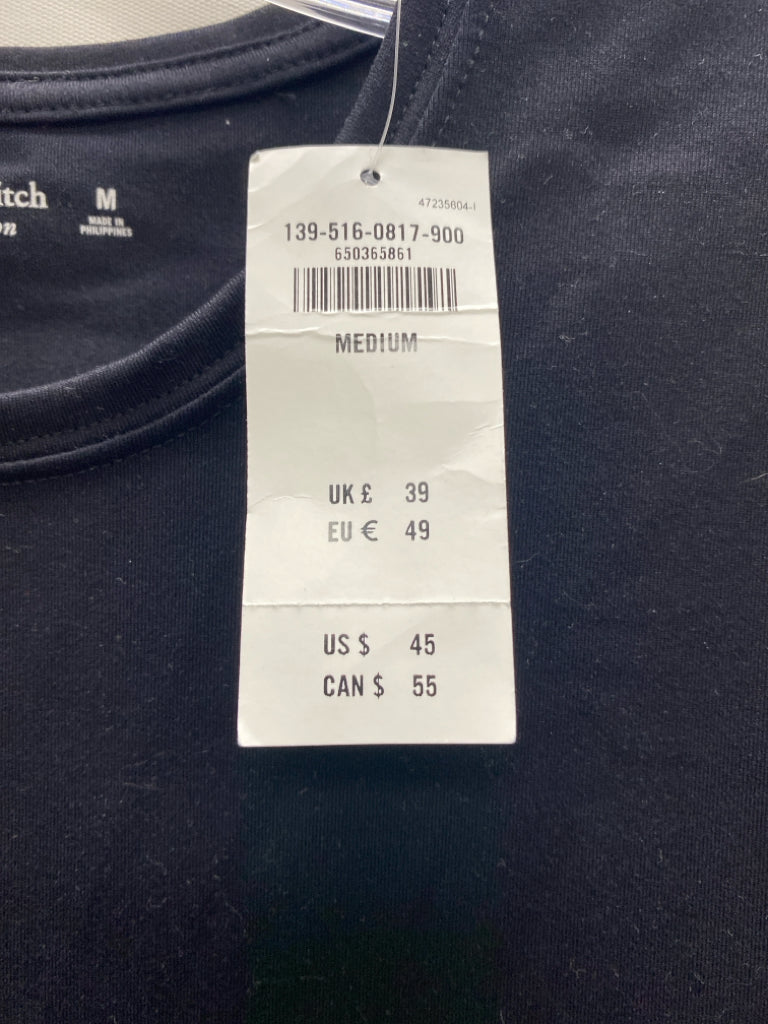 itch
on
M
MADE IN
PHILIPPINES
47235604-I
139-516-0817-900
650365861
MEDIUM
UK £ 39
EU € 49
US $ 45
CAN $ 55